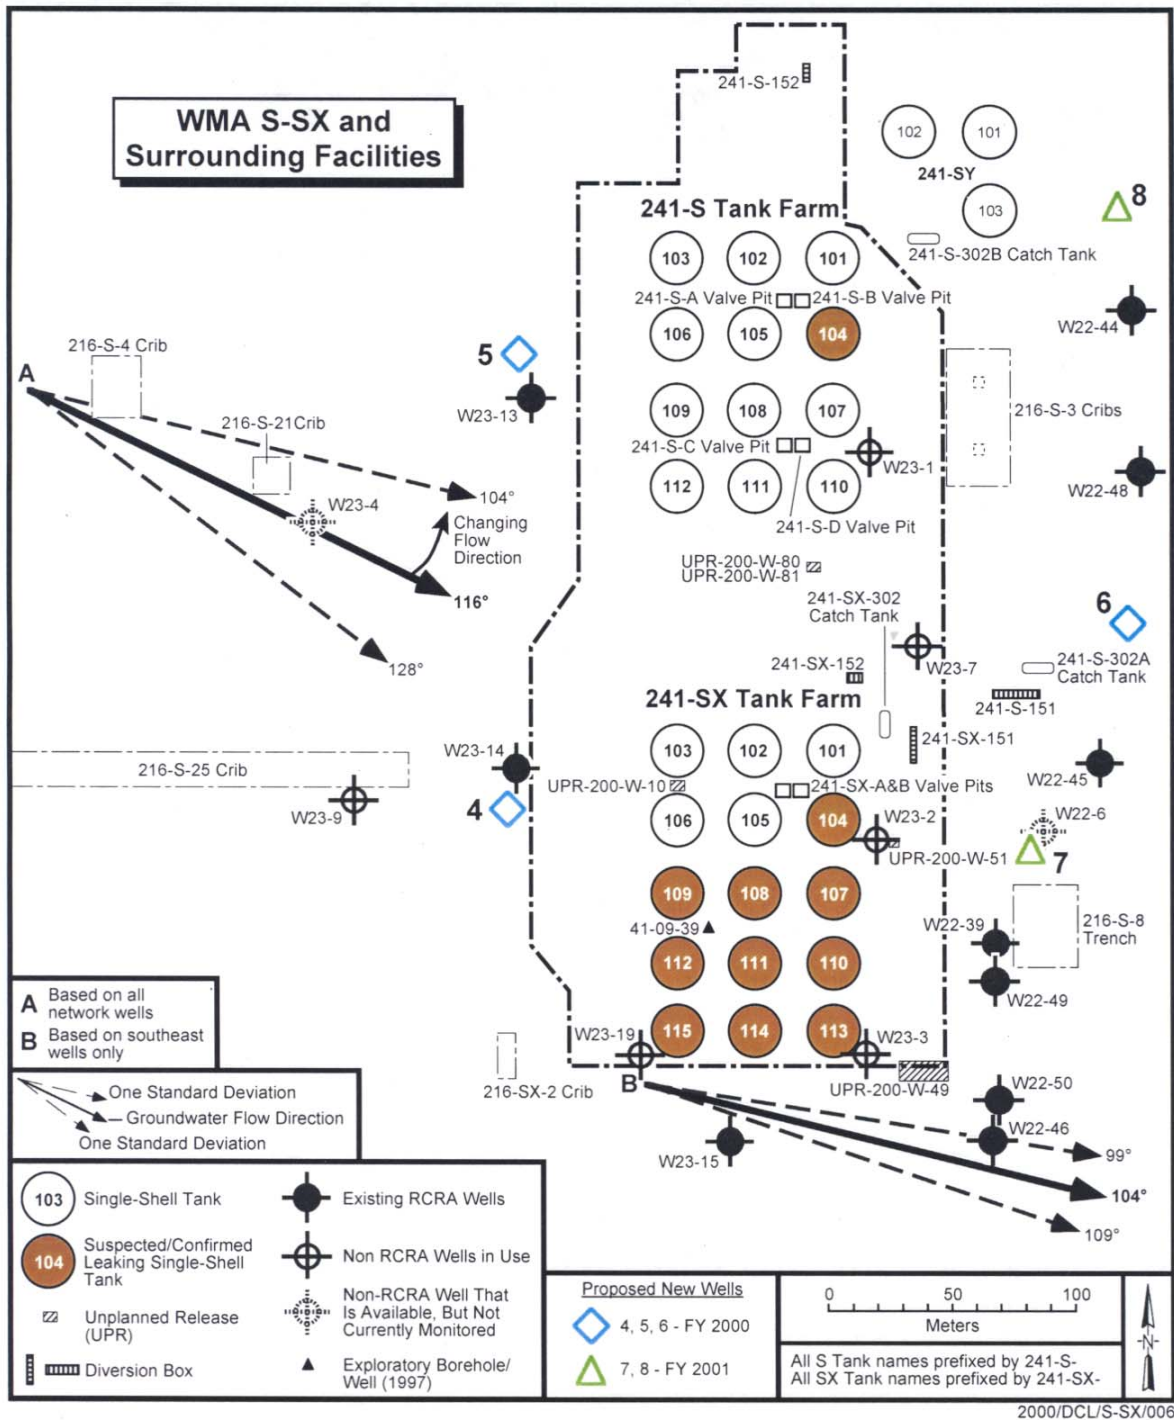 WMA S-SX and
Surrounding Facilities
241-S-152
102
101
241-SY
103
8
241-S Tank Farm
241-S-302B Catch Tank
103
102
101
241-S-A Valve Pit
241-S-B Valve Pit
W22-44
106
105
104
216-S-4 Crib
5
A
W23-13
109
108
107
216-S-3 Cribs
216-S-21Crib
241-S-C Valve Pit
W23-1
112
111
110
W22-48
104°
W23-4
Changing
Flow
Direction
241-S-D Valve Pit
UPR-200-W-80
UPR-200-W-81
116°
241-SX-302
Catch Tank
6
128°
241-SX-152
W23-7
241-S-302A
Catch Tank
241-SX Tank Farm
241-S-151
W23-14
103
102
101
241-SX-151
216-S-25 Crib
W22-45
UPR-200-W-10
241-SX-A&B Valve Pits
W23-9
4
106
105
104
W23-2
W22-6
UPR-200-W-51
7
109
108
107
41-09-39
W22-39
216-S-8
Trench
112
111
110
W22-49
A Based on all
network wells
B Based on southeast
wells only
W23-19
115
114
113
W23-3
One Standard Deviation
Groundwater Flow Direction
One Standard Deviation
216-SX-2 Crib
B
UPR-200-W-49
W22-50
W22-46
W23-15
99°
104°
109°
103 Single-Shell Tank
104 Suspected/Confirmed
Leaking Single-Shell
Tank
Unplanned Release
(UPR)
Diversion Box
Existing RCRA Wells
Non RCRA Wells in Use
Non-RCRA Well That
Is Available, But Not
Currently Monitored
Exploratory Borehole/
Well (1997)
Proposed New Wells
4, 5, 6 - FY 2000
7, 8 - FY 2001
0 50 100
Meters
All S Tank names prefixed by 241-S-
All SX Tank names prefixed by 241-SX-
N
2000/DCL/S-SX/006